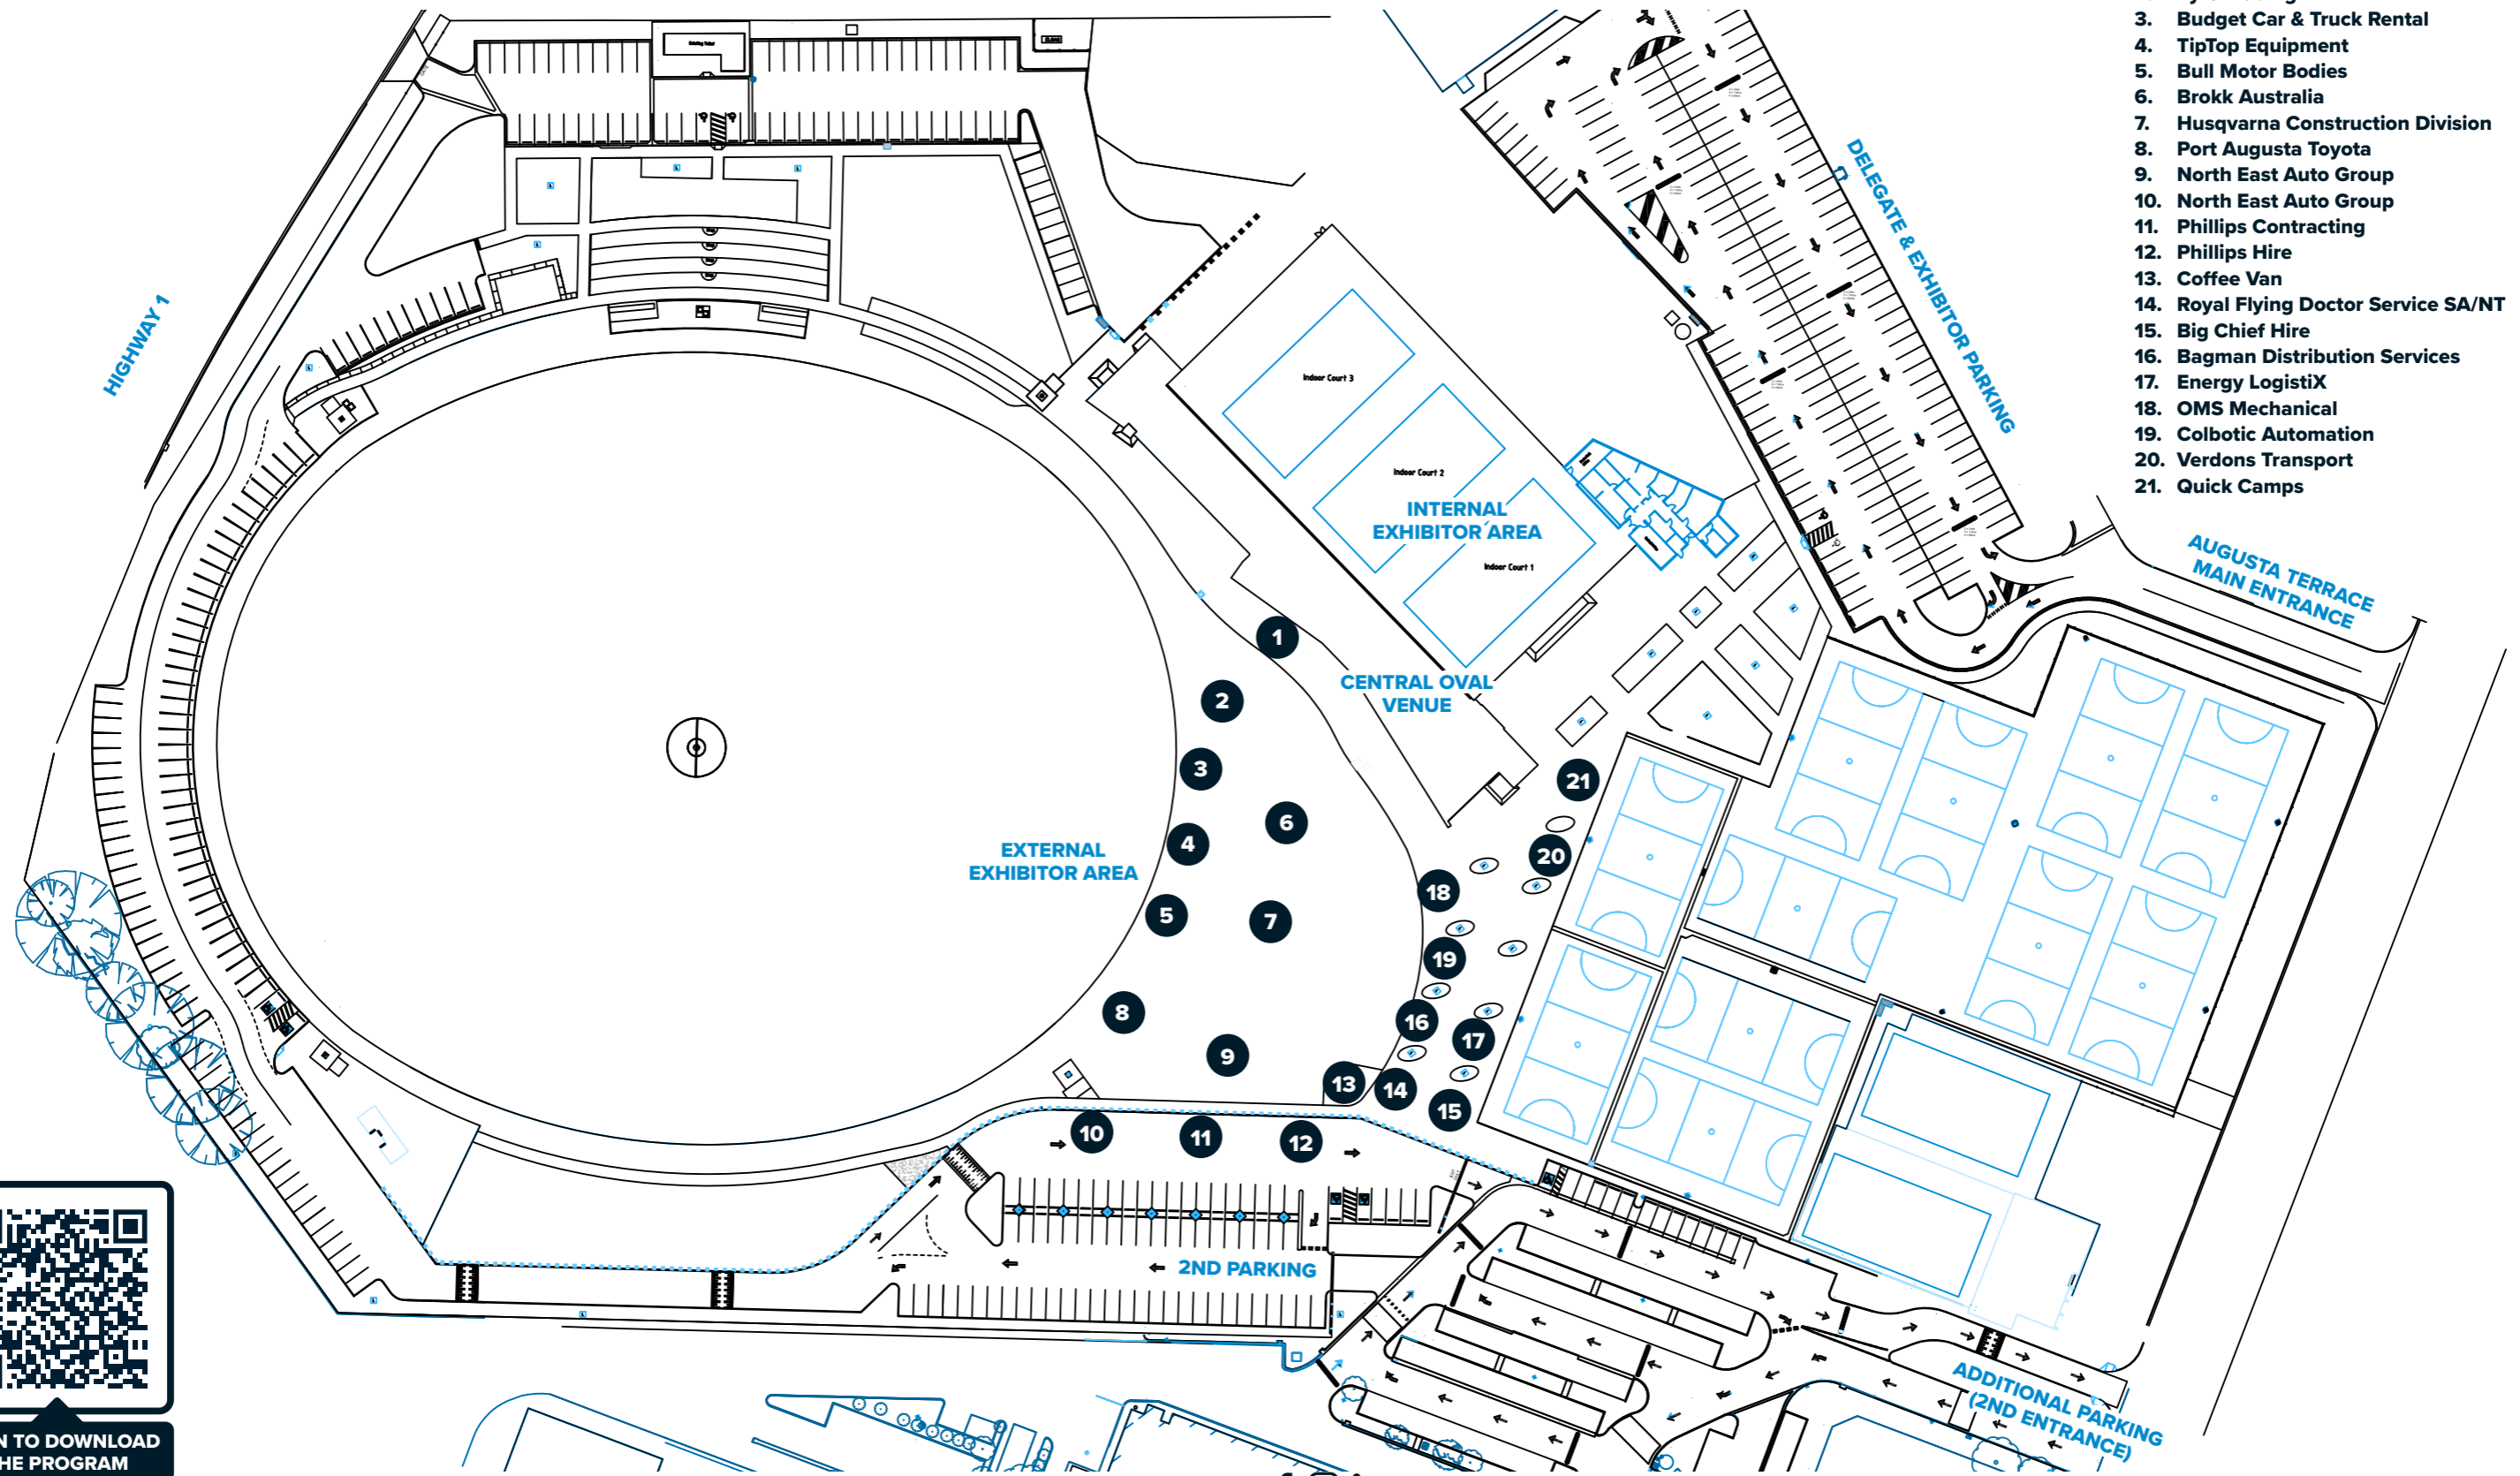 3. Budget Car & Truck Rental
4. TipTop Equipment
5. Bull Motor Bodies
6. Brokk Australia
7. Husqvarna Construction Division
8. Port Augusta Toyota
9. North East Auto Group
10. North East Auto Group
11. Phillips Contracting
12. Phillips Hire
13. Coffee Van
14. Royal Flying Doctor Service SA/NT
15. Big Chief Hire
16. Bagman Distribution Services
17. Energy LogistiX
18. OMS Mechanical
19. Colbotic Automation
20. Verdons Transport
21. Quick Camps
HIGHWAY 1
DELEGATE & EXHIBITOR PARKING
Indoor Court 3
Indoor Court 2
INTERNAL
EXHIBITOR AREA
Indoor Court 1
AUGUSTA TERRACE
MAIN ENTRANCE
1
CENTRAL OVAL
VENUE
2
3
21
6
4
20
EXTERNAL
EXHIBITOR AREA
18
5
7
19
8
16
17
9
13
14
15
10
11
12
2ND PARKING
ADDITIONAL PARKING
(2ND ENTRANCE)
TO DOWNLOAD
PROGRAM